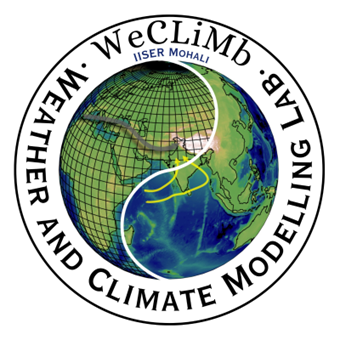 WeCLiMb
IISER Mohali
· Weather and Climate Modelling Lab ·